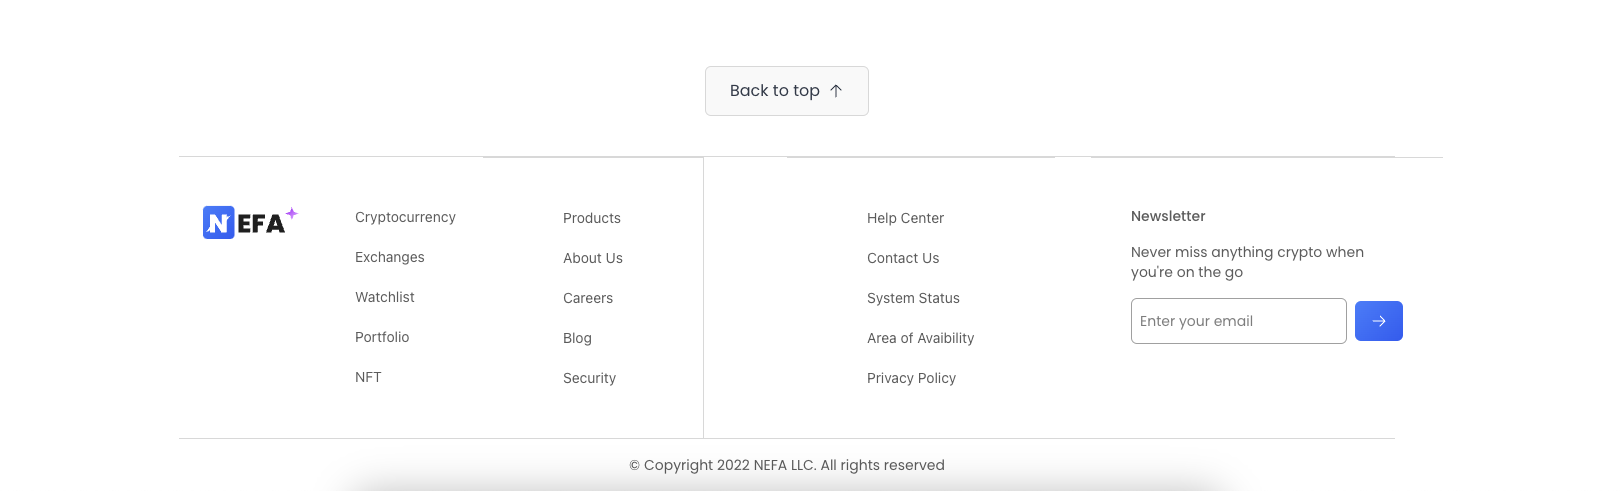 Back to top
NEFA
Cryptocurrency
Exchanges
Watchlist
Portfolio
NFT
Products
About Us
Careers
Blog
Security
Help Center
Contact Us
System Status
Area of Avaibility
Privacy Policy
Newsletter
Never miss anything crypto when
you're on the go
Enter your email
© Copyright 2022 NEFA LLC. All rights reserved